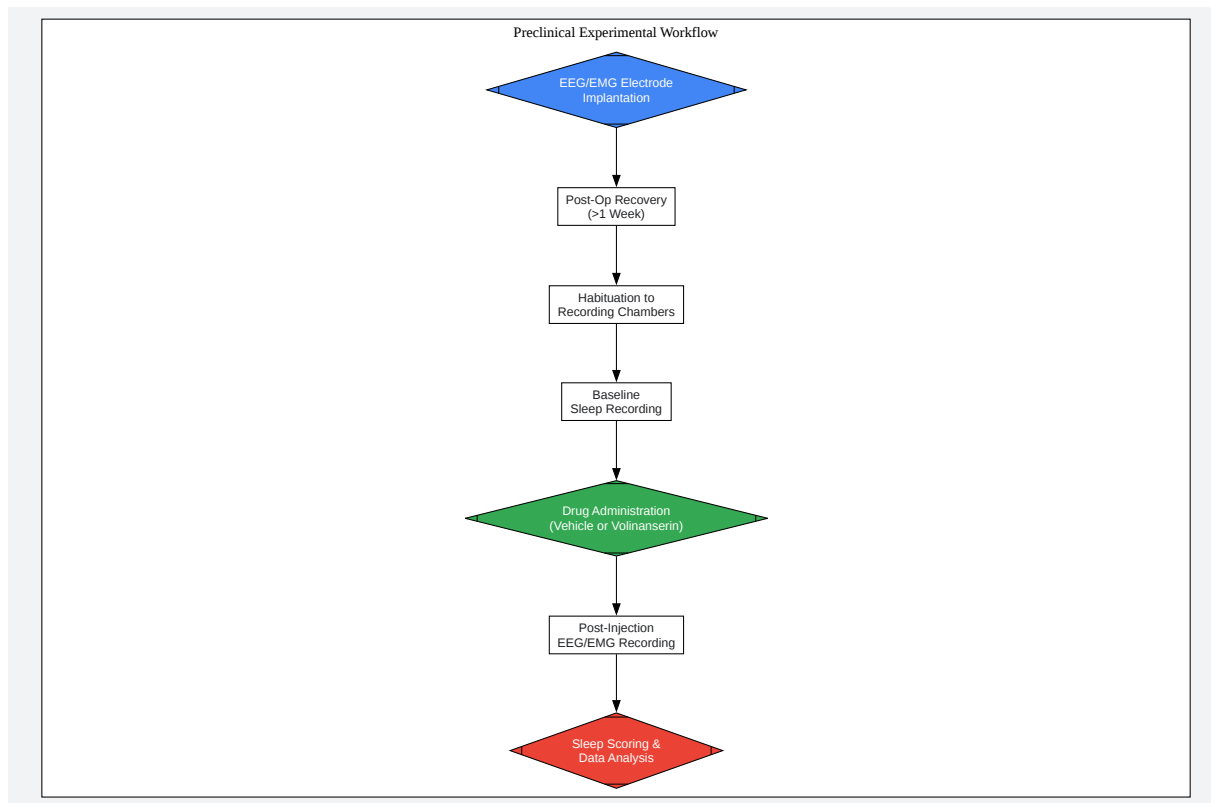 Preclinical Experimental Workflow
EEG/EMG Electrode
Implantation
Post-Op Recovery
(>1 Week)
Habituation to
Recording Chambers
Baseline
Sleep Recording
Drug Administration
(Vehicle or Volinanserin)
Post-Injection
EEG/EMG Recording
Sleep Scoring &
Data Analysis